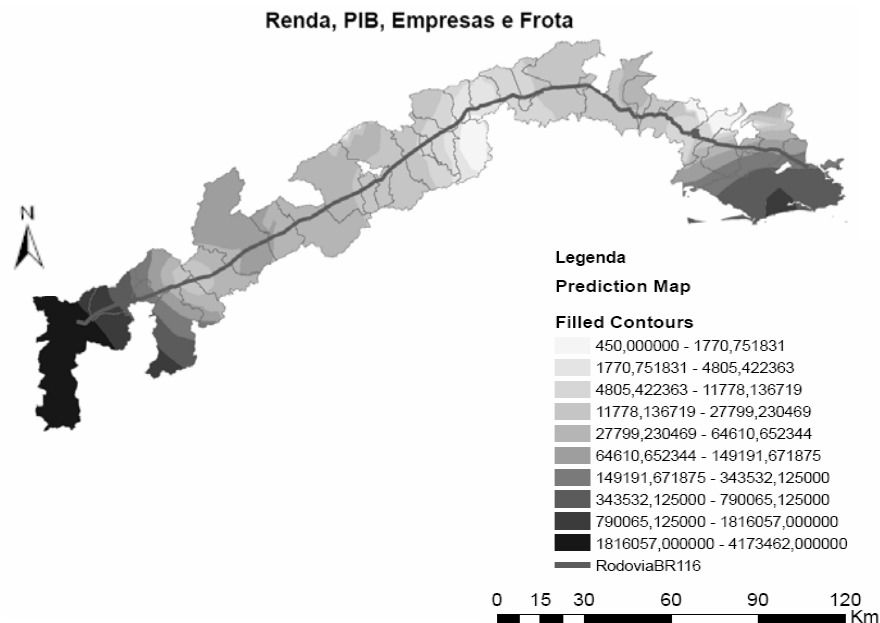 Renda, PIB, Empresas e Frota
N
Legenda
Prediction Map
Filled Contours
450,000000 - 1770,751831
1770,751831 - 4805,422363
4805,422363 - 11778,136719
11778,136719 - 27799,230469
27799,230469 - 64610,652344
64610,652344 - 149191,671875
149191,671875 - 343532,125000
343532,125000 - 790065,125000
790065,125000 - 1816057,000000
1816057,000000 - 4173462,000000
RodoviaBR116
0 15 30 60 90 120
Km